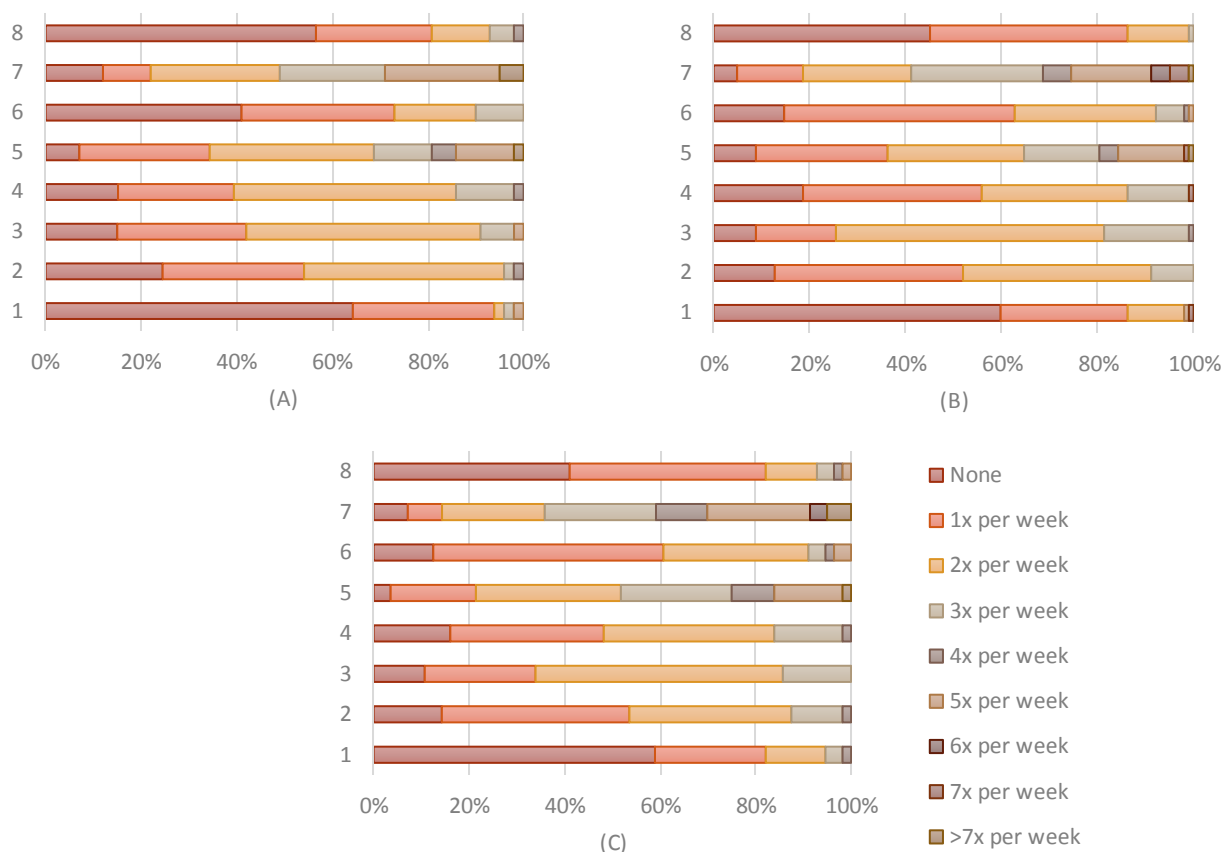 8
7
6
5
4
3
2
1
0% 20% 40% 60% 80% 100%
(A)
8
7
6
5
4
3
2
1
0% 20% 40% 60% 80% 100%
(B)
8
7
6
5
4
3
2
1
0% 20% 40% 60% 80% 100%
(C)
None
1x per week
2x per week
3x per week
4x per week
5x per week
6x per week
7x per week
>7x per week